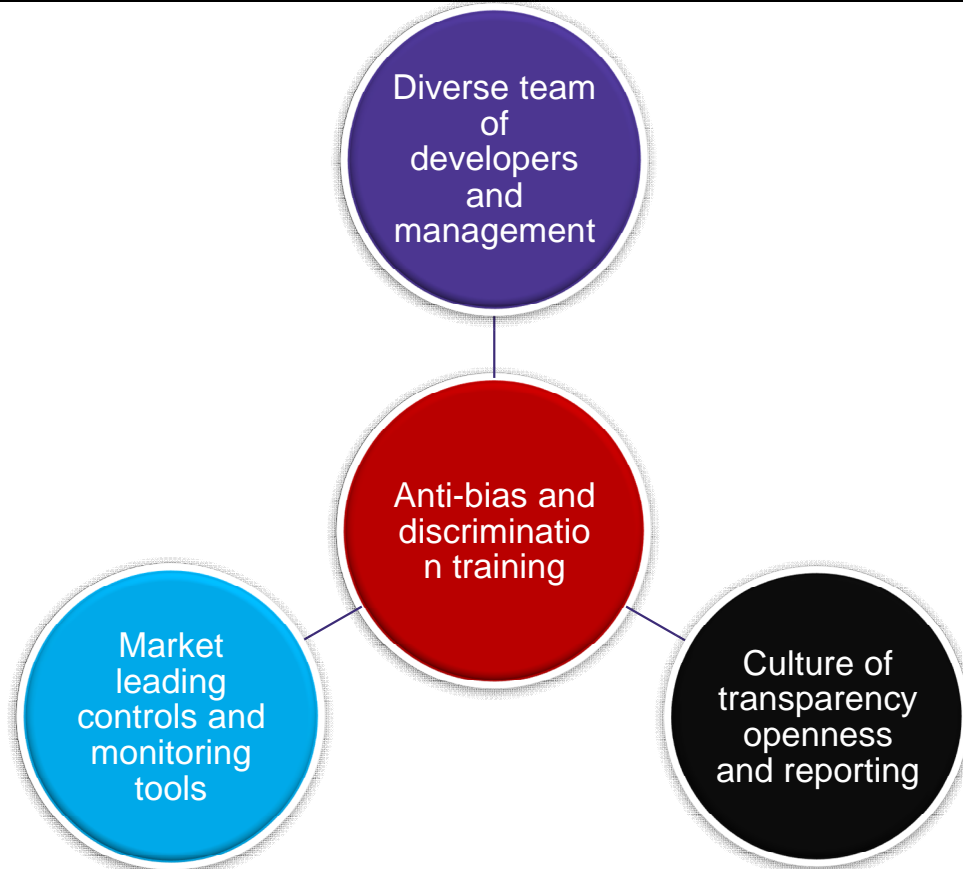 Diverse team
of
developers
and
management
Anti-bias and
discriminatio
n training
Market
leading
controls and
monitoring
tools
Culture of
transparency
openness
and reporting